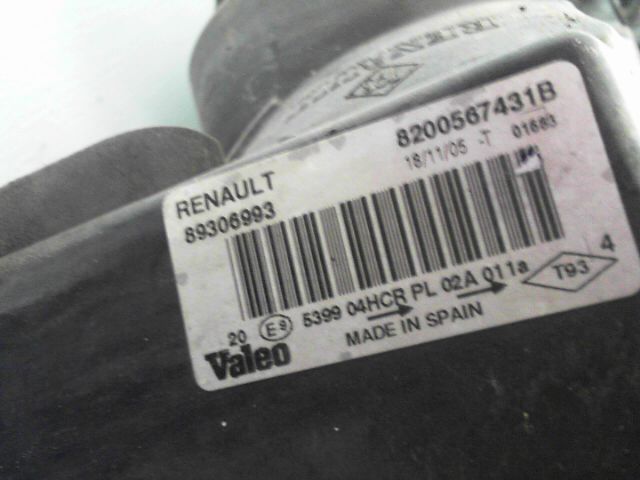 RENAULT
8200567431B
89306993
18/11/05 -T 01683
5399 04HCR PL 02A 011a
20 E9
T93 4
MADE IN SPAIN
Valeo